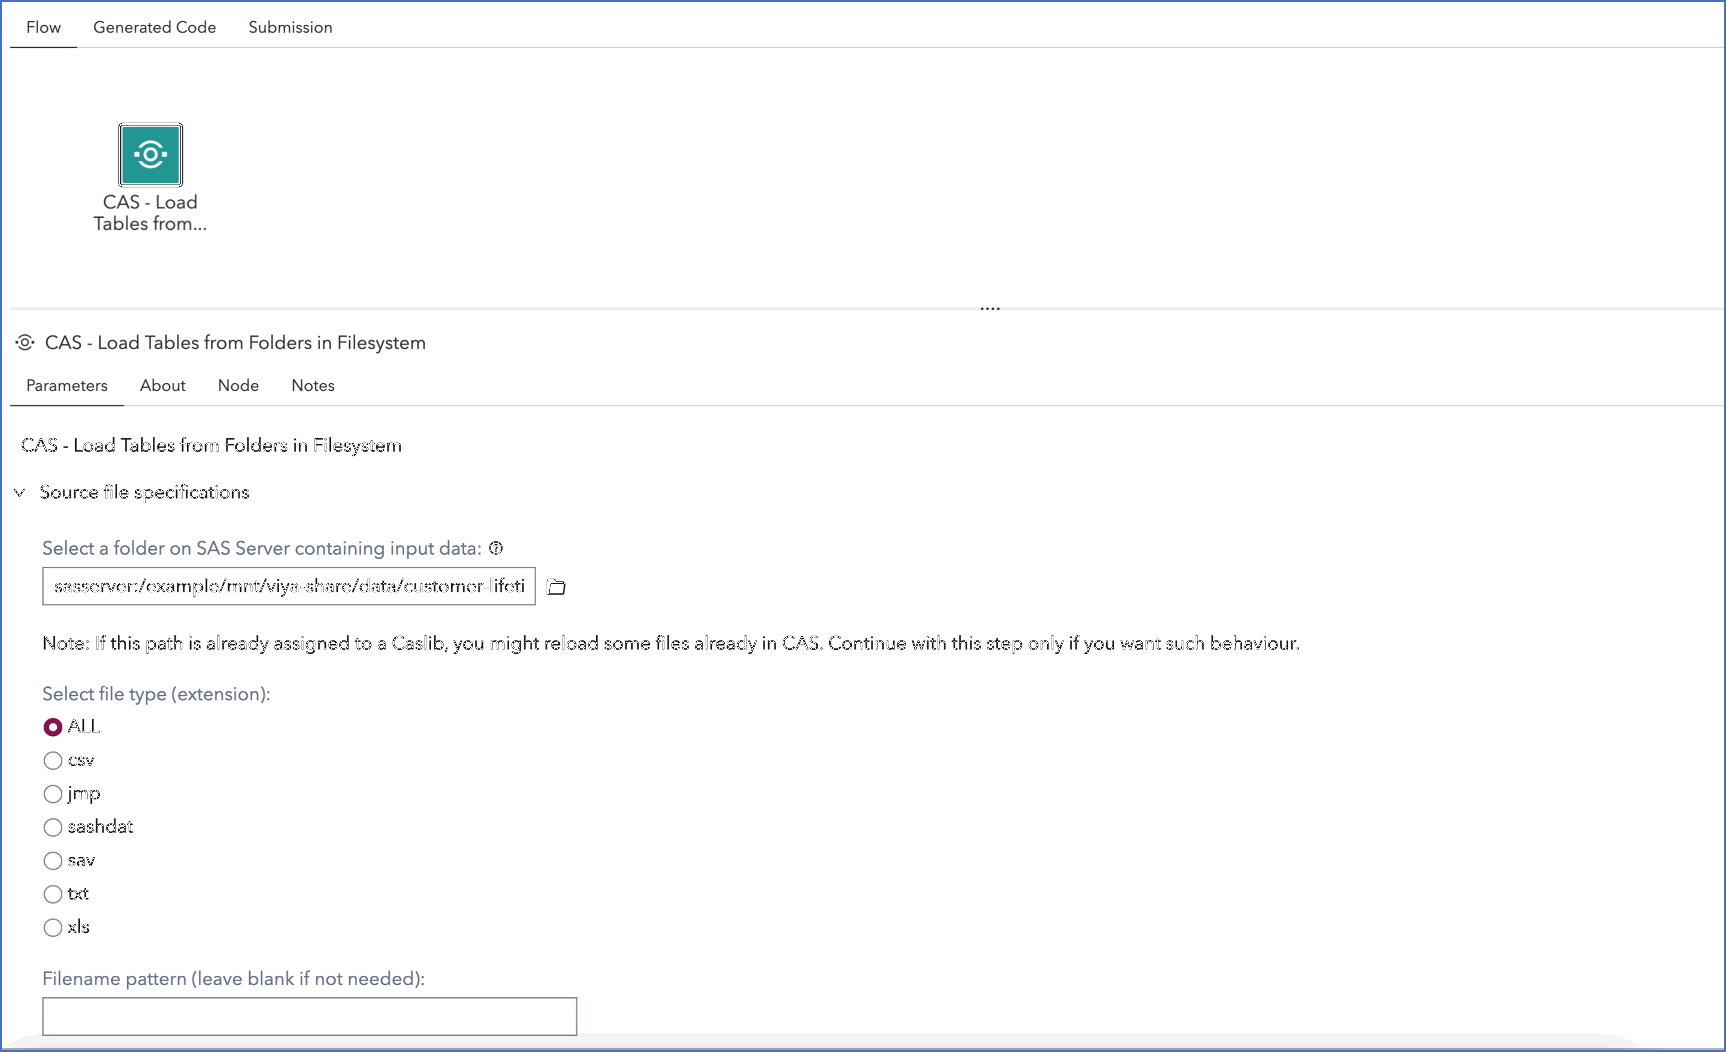 Flow Generated Code Submission
CAS - Load
Tables from...
CAS - Load Tables from Folders in Filesystem
Parameters About Node Notes
CAS - Load Tables from Folders in Filesystem
Source file specifications
Select a folder on SAS Server containing input data:
sasserver:/example/mnt/viya-share/data/customer-lifeti
Note: If this path is already assigned to a Caslib, you might reload some files already in CAS. Continue with this step only if you want such behaviour.
Select file type (extension):
ALL
csv
jmp
sashdat
sav
txt
xls
Filename pattern (leave blank if not needed):